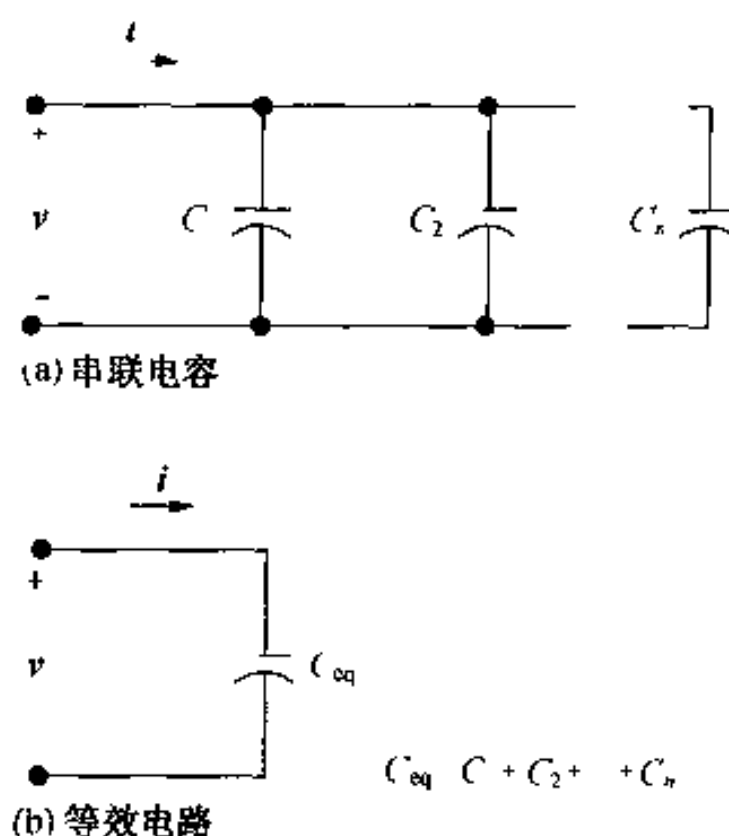 i
+
v C C₂ Cₙ
-
(a) 串联电容
i
+
v C_eq
C_eq C + C₂ + + Cₙ
(b) 等效电路